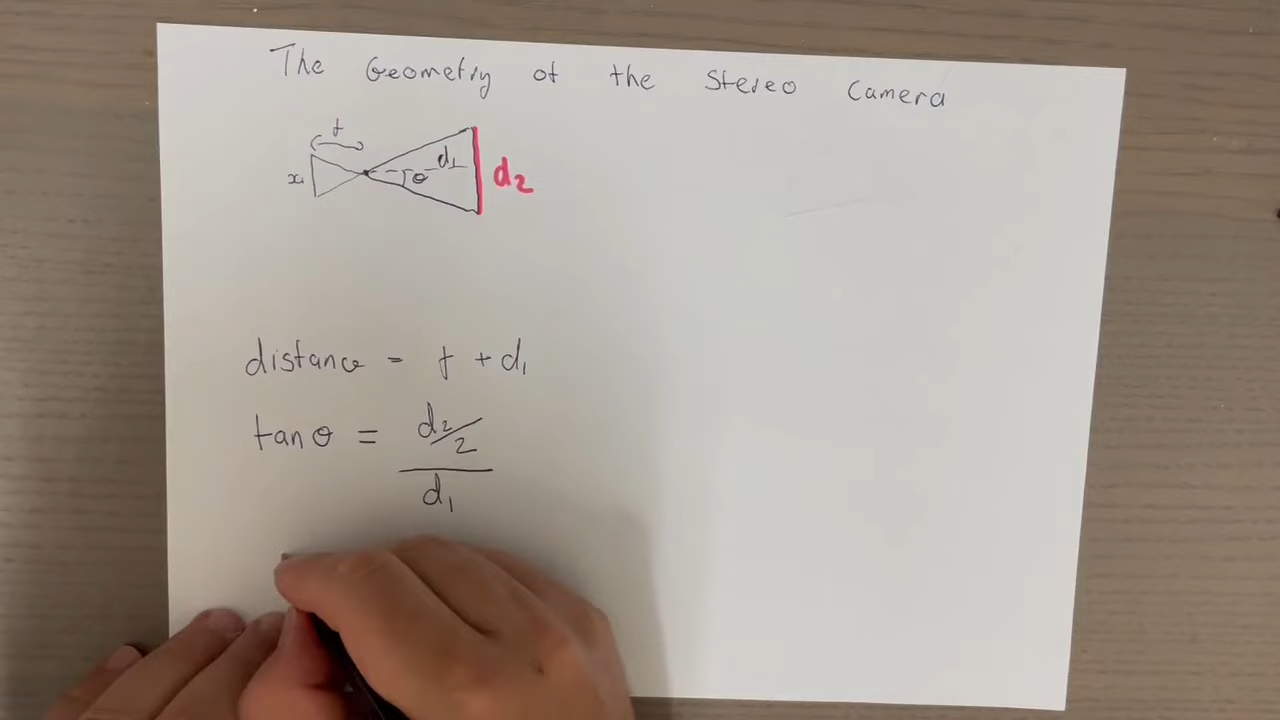 The Geometry of the Stereo Camera
f
x
θ
d₁
d₂
distance = f + d₁
tan θ = d₂/2
d₁